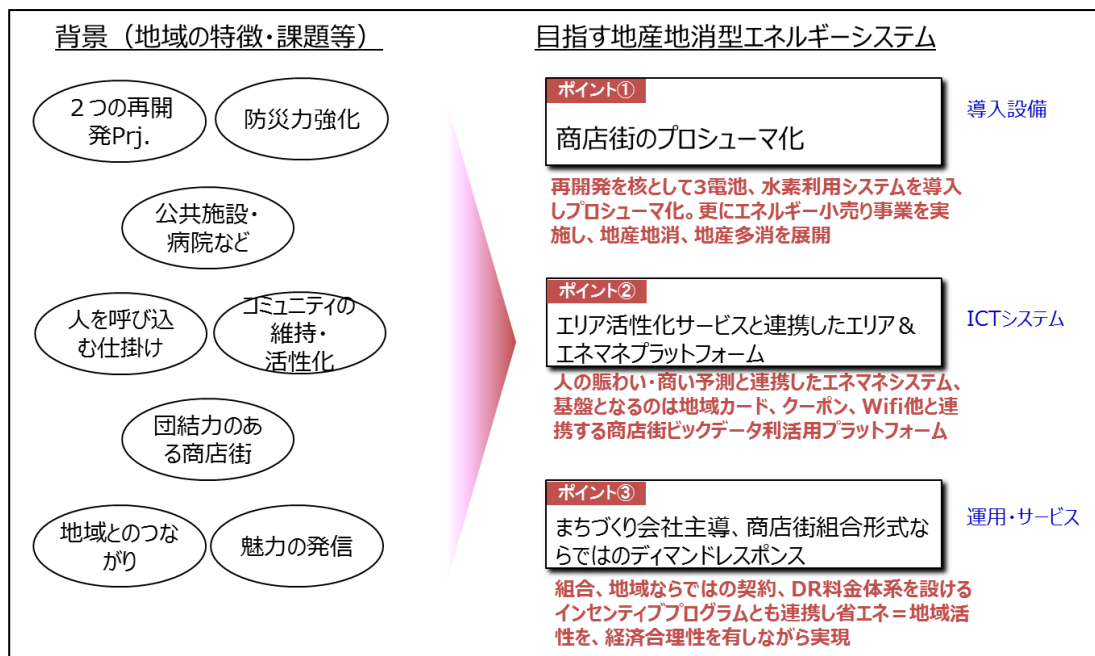 背景（地域の特徴・課題等）
２つの再開
発Prj.
防災力強化
公共施設・
病院など
人を呼び込
む仕掛け
コミュニティの
維持・
活性化
団結力のあ
る商店街
地域とのつな
がり
魅力の発信
目指す地産地消型エネルギーシステム
ポイント①
商店街のプロシューマ化
導入設備
再開発を核として3電池、水素利用システムを導入
しプロシューマ化。更にエネルギー小売り事業を実
施し、地産地消、地産多消を展開
ポイント②
エリア活性化サービスと連携したエリア＆
エネマネプラットフォーム
ICTシステム
人の賑わい・商い予測と連携したエネマネシステム、
基盤となるのは地域カード、クーポン、Wifi他と連
携する商店街ビックデータ利活用プラットフォーム
ポイント③
まちづくり会社主導、商店街組合形式な
らではのディマンドレスポンス
運用・サービス
組合、地域ならではの契約、DR料金体系を設ける
インセンティブプログラムとも連携し省エネ＝地域活
性を、経済合理性を有しながら実現